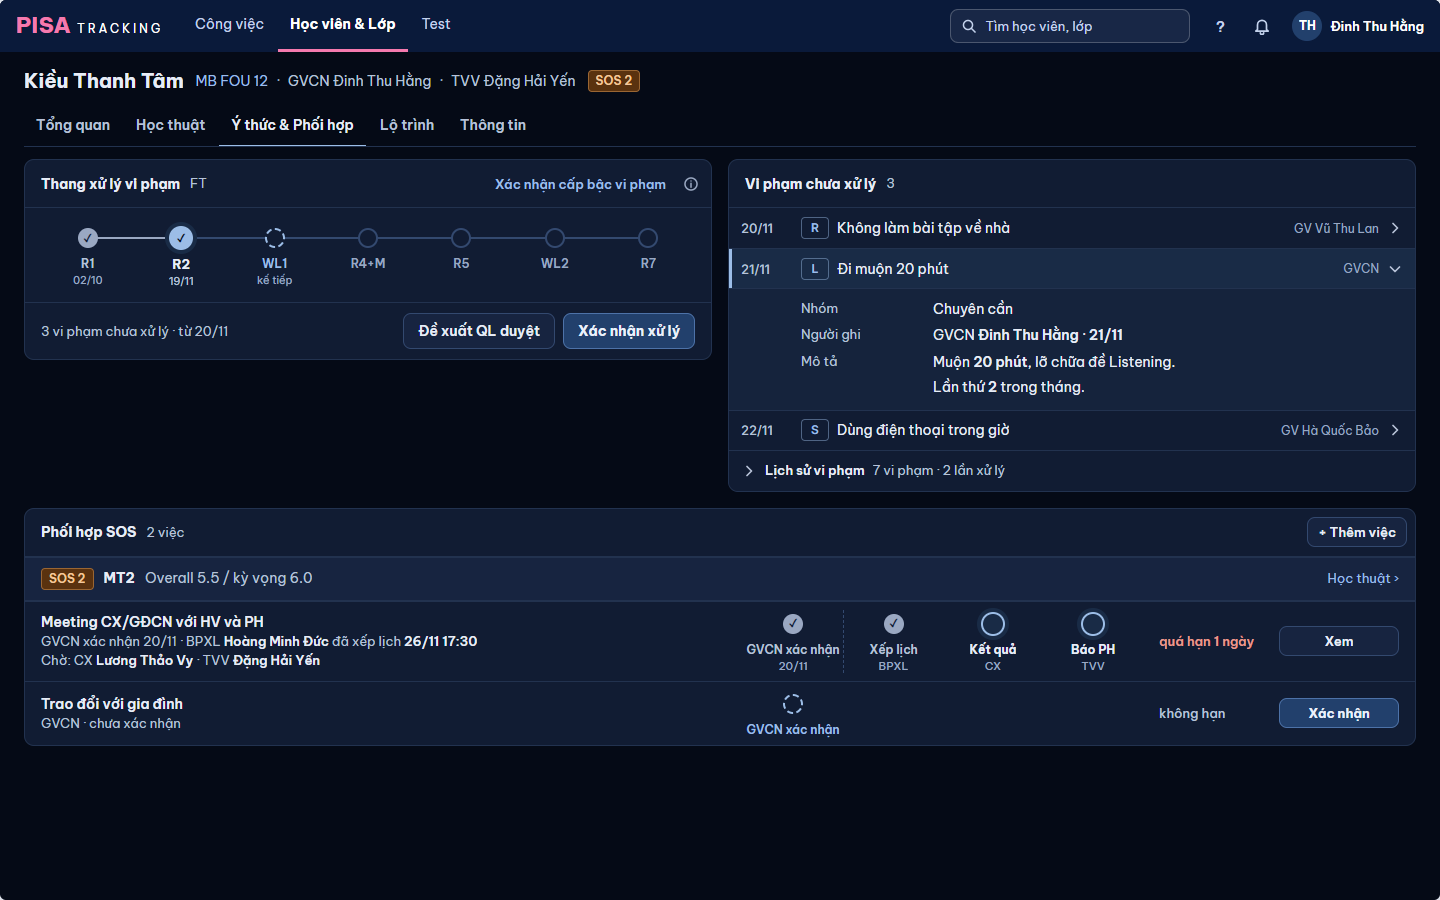 PISA TRACKING
Công việc
Học viên & Lớp
Test
Tìm học viên, lớp
?
TH
Đinh Thu Hằng
Kiều Thanh Tâm
MB FOU 12 · GVCN Đinh Thu Hằng · TVV Đặng Hải Yến
SOS 2
Tổng quan
Học thuật
Ý thức & Phối hợp
Lộ trình
Thông tin
Thang xử lý vi phạm FT
Xác nhận cấp bậc vi phạm
R1
02/10
R2
19/11
WL1
kế tiếp
R4+M
R5
WL2
R7
3 vi phạm chưa xử lý · từ 20/11
Đề xuất QL duyệt
Xác nhận xử lý
Vi phạm chưa xử lý 3
20/11 R Không làm bài tập về nhà GV Vũ Thu Lan
21/11 L Đi muộn 20 phút GVCN
Nhóm Chuyên cần
Người ghi GVCN Đinh Thu Hằng · 21/11
Mô tả Muộn 20 phút, lỡ chữa đề Listening.
Lần thứ 2 trong tháng.
22/11 S Dùng điện thoại trong giờ GV Hà Quốc Bảo
Lịch sử vi phạm 7 vi phạm · 2 lần xử lý
Phối hợp SOS 2 việc
+ Thêm việc
SOS 2 MT2 Overall 5.5 / kỳ vọng 6.0
Học thuật ›
Meeting CX/GĐCN với HV và PH
GVCN xác nhận 20/11 · BPXL Hoàng Minh Đức đã xếp lịch 26/11 17:30
Chờ: CX Lương Thảo Vy · TVV Đặng Hải Yến
GVCN xác nhận
20/11
Xếp lịch
BPXL
Kết quả
CX
Báo PH
TVV
quá hạn 1 ngày
Xem
Trao đổi với gia đình
GVCN · chưa xác nhận
GVCN xác nhận
không hạn
Xác nhận